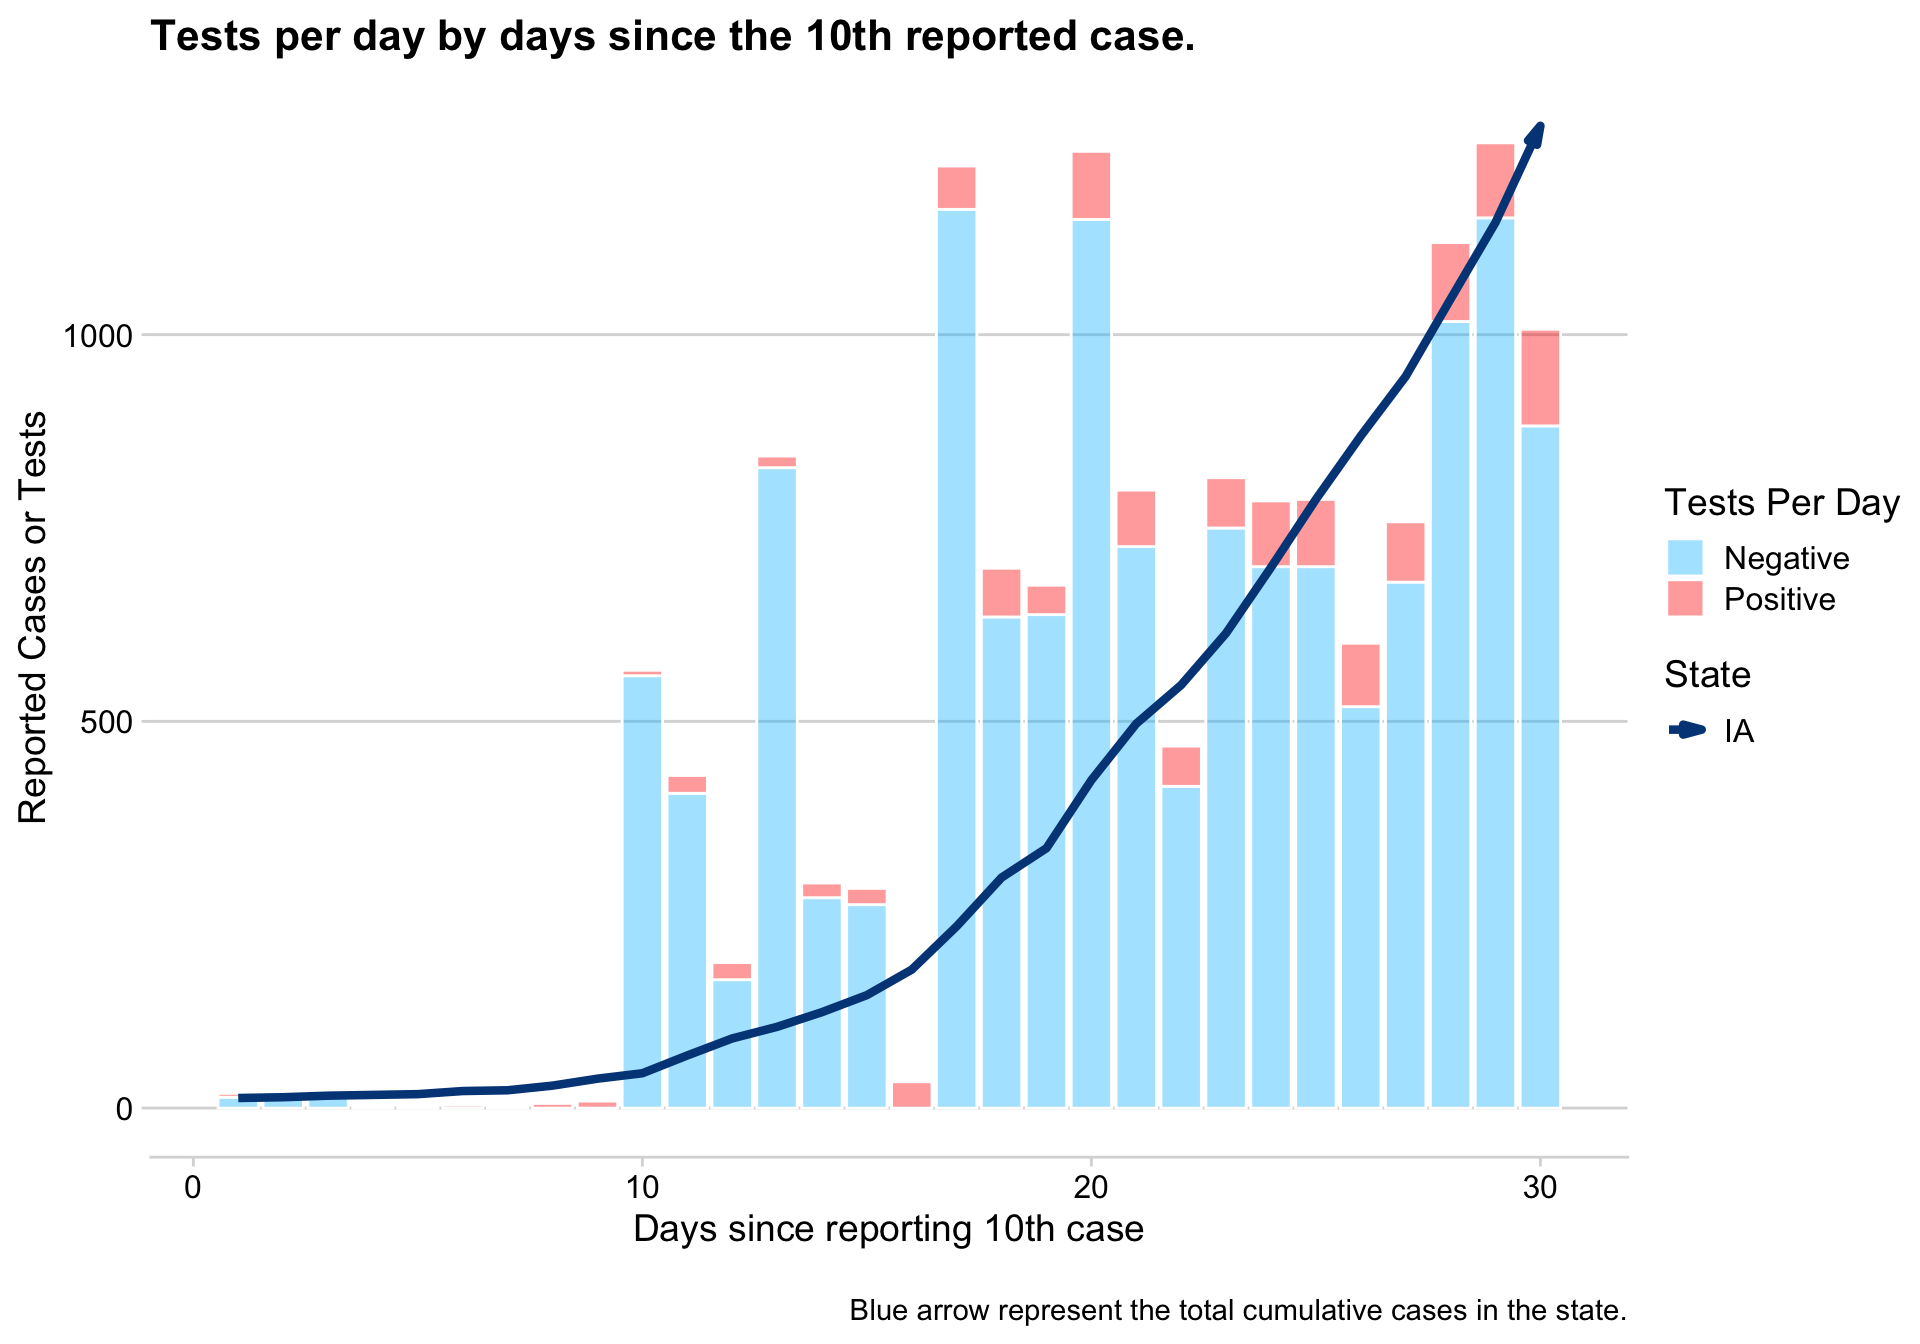 Tests per day by days since the 10th reported case.
Reported Cases or Tests
1000
500
0
0
10
20
30
Days since reporting 10th case
Tests Per Day
Negative
Positive
State
IA
Blue arrow represent the total cumulative cases in the state.